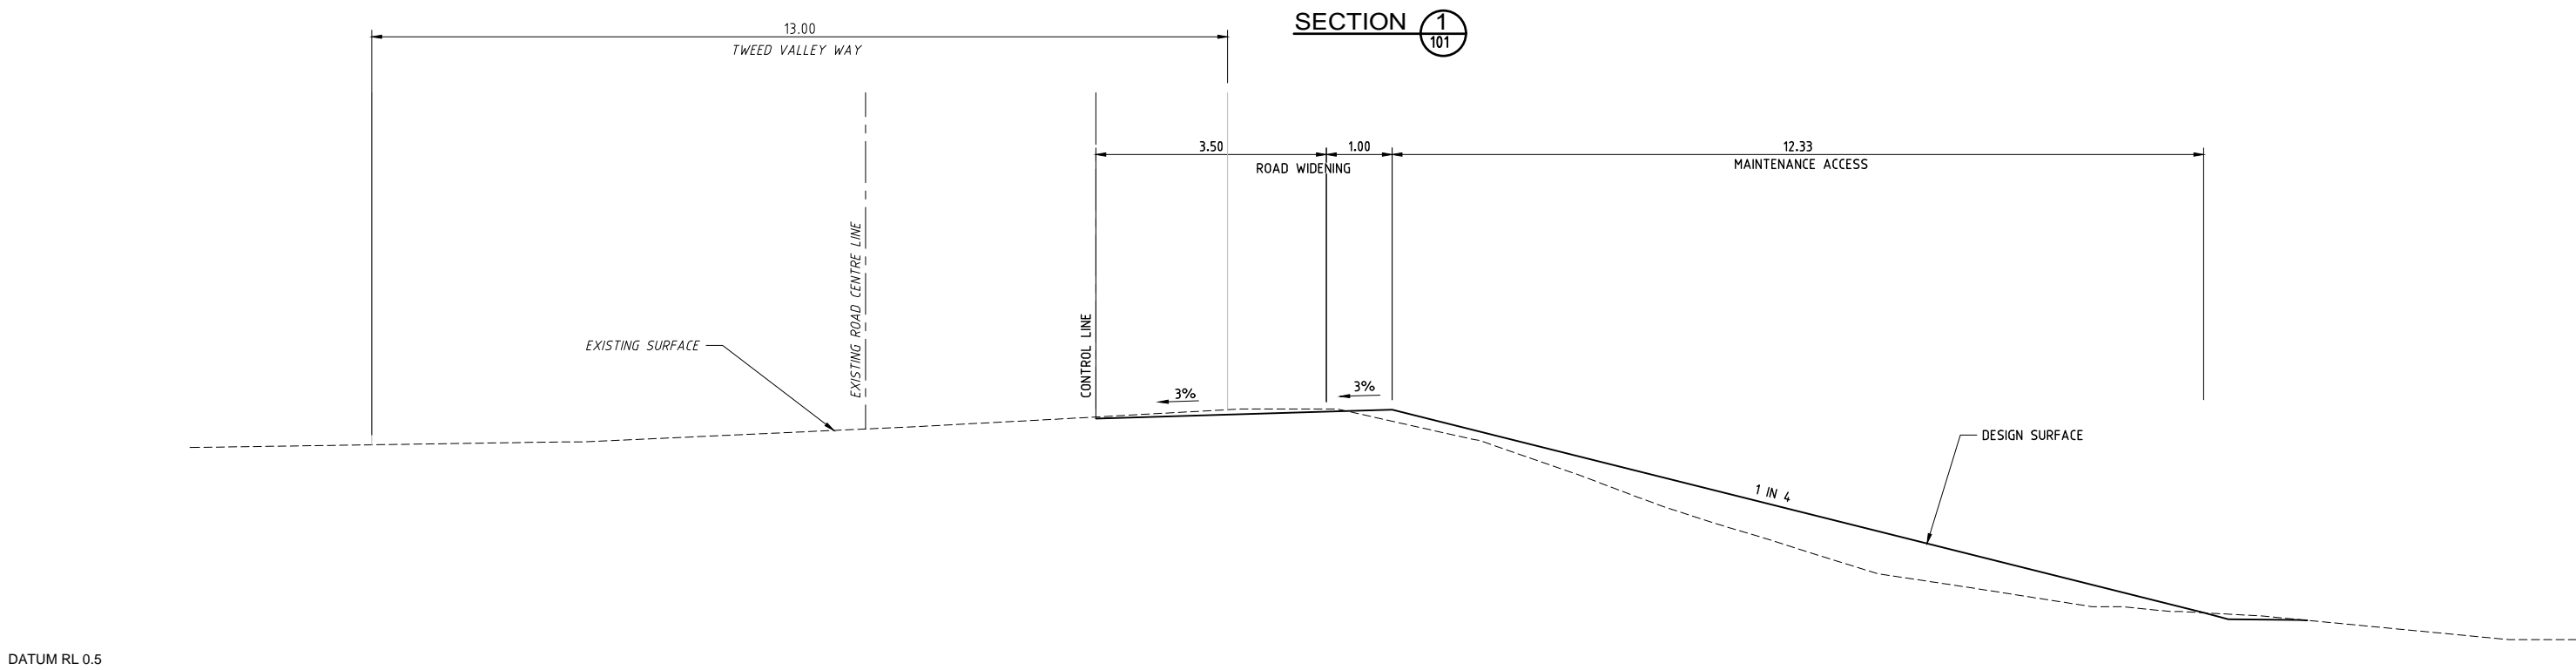 SECTION 1
101
13.00
TWEED VALLEY WAY
3.50
1.00
12.33
ROAD WIDENING
MAINTENANCE ACCESS
EXISTING ROAD CENTRE LINE
CONTROL LINE
EXISTING SURFACE
3%
3%
DESIGN SURFACE
1 IN 4
DATUM RL 0.5